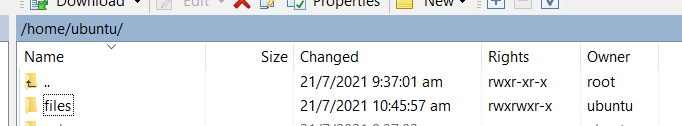 Download Edit Properties New
/home/ubuntu/
Name Size Changed Rights Owner
.. 21/7/2021 9:37:01 am rwxr-xr-x root
files 21/7/2021 10:45:57 am rwxrwxr-x ubuntu